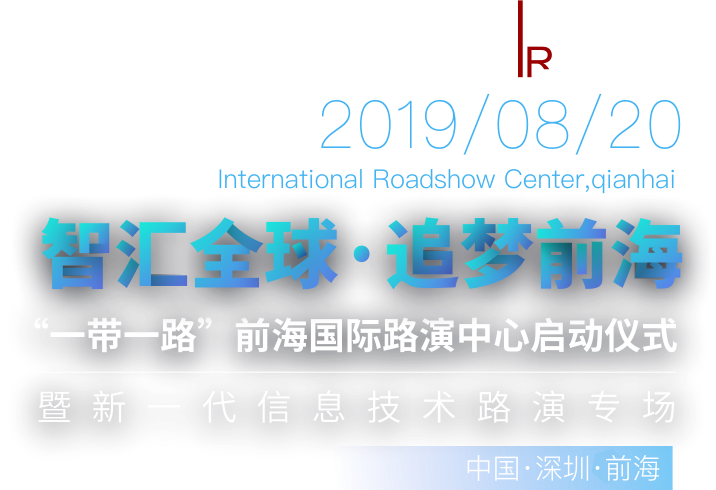 IR
2019/08/20
International Roadshow Center,qianhai
智汇全球·追梦前海
“一带一路”前海国际路演中心启动仪式
暨新一代信息技术路演专场
中国·深圳·前海